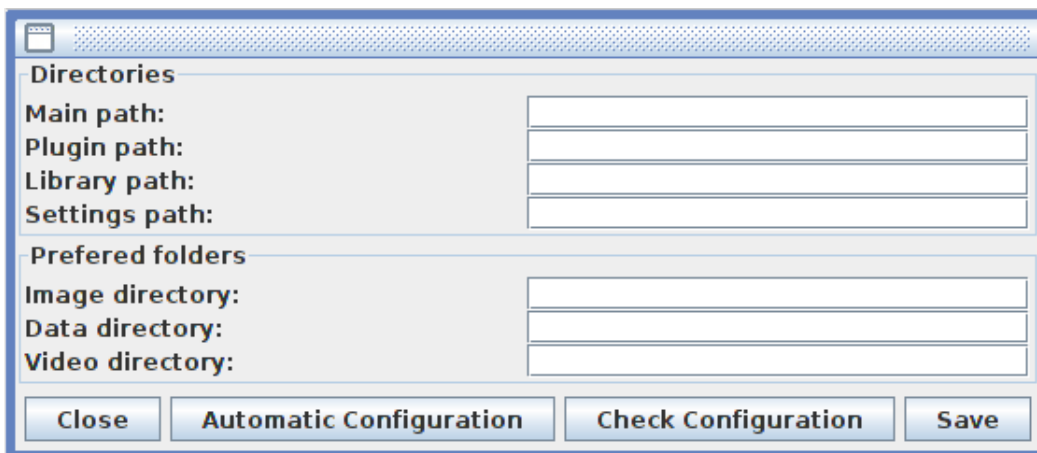 Directories
Main path:
Plugin path:
Library path:
Settings path:
Prefered folders
Image directory:
Data directory:
Video directory:
Close Automatic Configuration Check Configuration Save